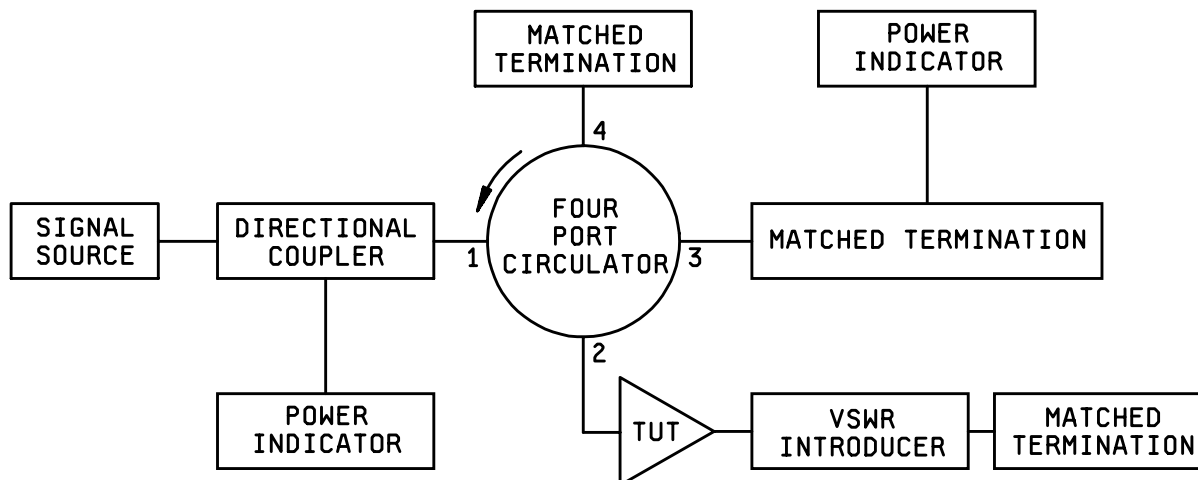 MATCHED
TERMINATION
POWER
INDICATOR
4
SIGNAL
SOURCE
DIRECTIONAL
COUPLER
1
FOUR
PORT
CIRCULATOR
3
MATCHED TERMINATION
2
POWER
INDICATOR
TUT
VSWR
INTRODUCER
MATCHED
TERMINATION